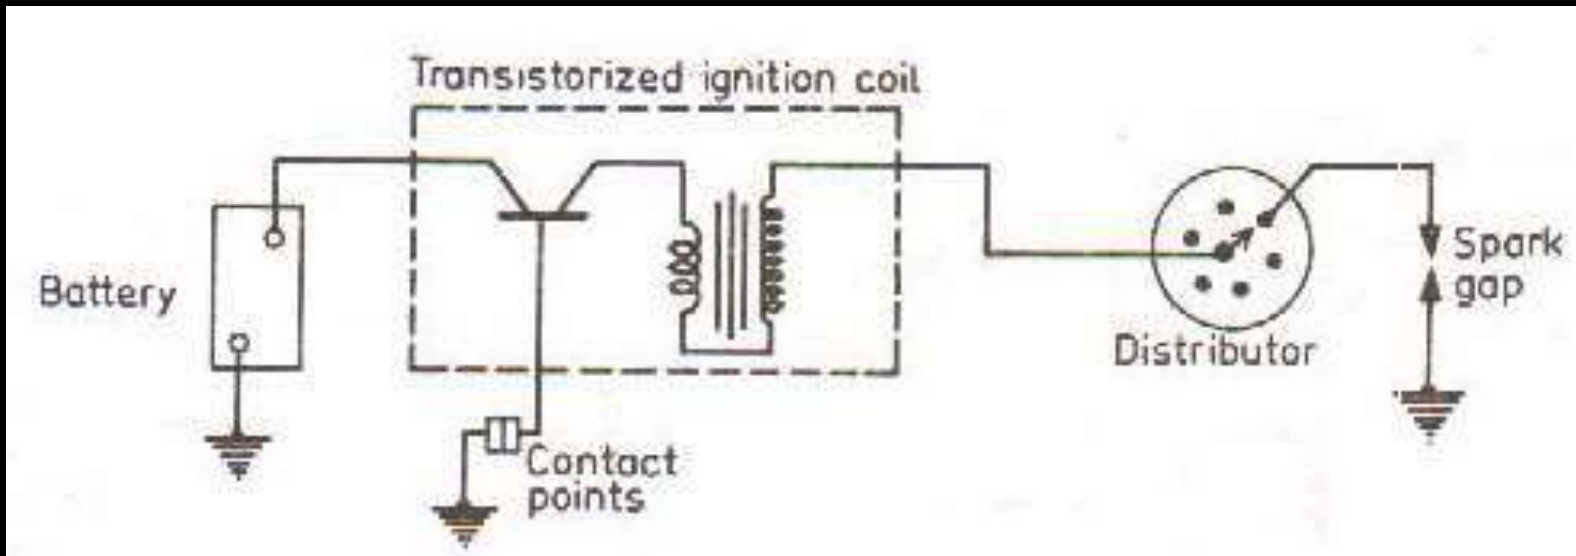 Transistorized ignition coil
Battery
Contact
points
Distributor
Spark
gap